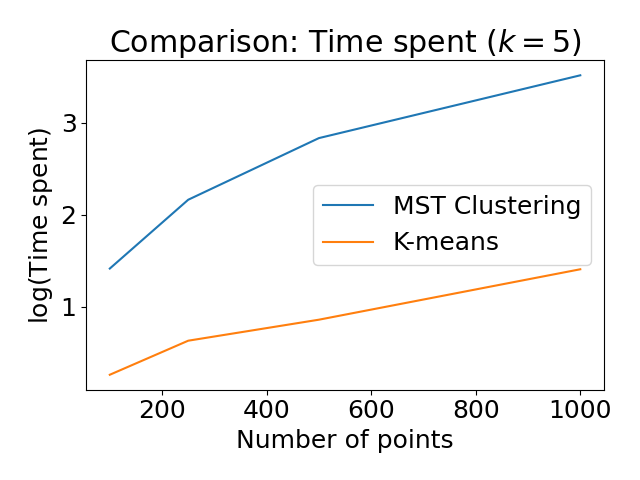 Comparison: Time spent (k = 5)
log(Time spent)
3
2
1
MST Clustering
K-means
200 400 600 800 1000
Number of points